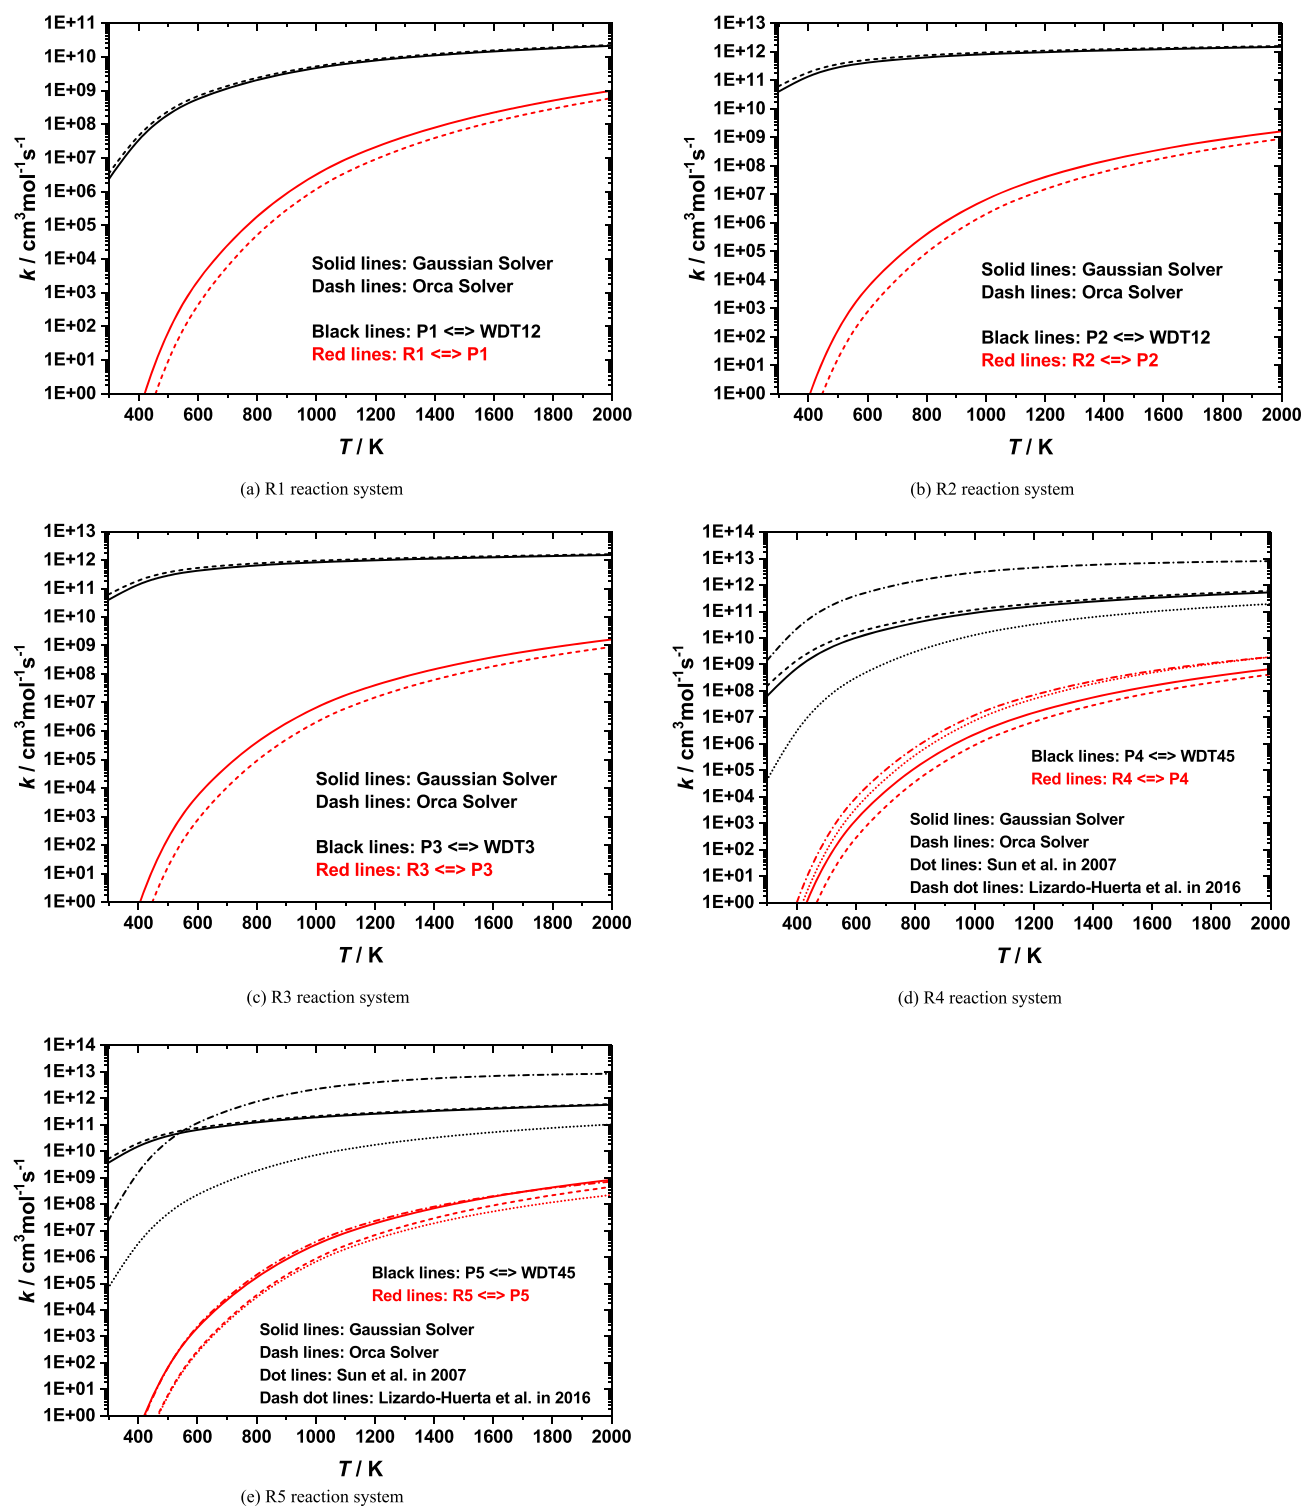 1E+11
1E+10
1E+09
1E+08
1E+07
1E+06
1E+05
1E+04
1E+03
1E+02
1E+01
1E+00
k / cm³mol⁻¹s⁻¹
Solid lines: Gaussian Solver
Dash lines: Orca Solver
Black lines: P1 <=> WDT12
Red lines: R1 <=> P1
400 600 800 1000 1200 1400 1600 1800 2000
T / K
(a) R1 reaction system
1E+13
1E+12
1E+11
1E+10
1E+09
1E+08
1E+07
1E+06
1E+05
1E+04
1E+03
1E+02
1E+01
1E+00
k / cm³mol⁻¹s⁻¹
Solid lines: Gaussian Solver
Dash lines: Orca Solver
Black lines: P2 <=> WDT12
Red lines: R2 <=> P2
400 600 800 1000 1200 1400 1600 1800 2000
T / K
(b) R2 reaction system
1E+13
1E+12
1E+11
1E+10
1E+09
1E+08
1E+07
1E+06
1E+05
1E+04
1E+03
1E+02
1E+01
1E+00
k / cm³mol⁻¹s⁻¹
Solid lines: Gaussian Solver
Dash lines: Orca Solver
Black lines: P3 <=> WDT3
Red lines: R3 <=> P3
400 600 800 1000 1200 1400 1600 1800 2000
T / K
(c) R3 reaction system
1E+14
1E+13
1E+12
1E+11
1E+10
1E+09
1E+08
1E+07
1E+06
1E+05
1E+04
1E+03
1E+02
1E+01
1E+00
k / cm³mol⁻¹s⁻¹
Black lines: P4 <=> WDT45
Red lines: R4 <=> P4
Solid lines: Gaussian Solver
Dash lines: Orca Solver
Dot lines: Sun et al. in 2007
Dash dot lines: Lizardo-Huerta et al. in 2016
400 600 800 1000 1200 1400 1600 1800 2000
T / K
(d) R4 reaction system
1E+14
1E+13
1E+12
1E+11
1E+10
1E+09
1E+08
1E+07
1E+06
1E+05
1E+04
1E+03
1E+02
1E+01
1E+00
k / cm³mol⁻¹s⁻¹
Black lines: P5 <=> WDT45
Red lines: R5 <=> P5
Solid lines: Gaussian Solver
Dash lines: Orca Solver
Dot lines: Sun et al. in 2007
Dash dot lines: Lizardo-Huerta et al. in 2016
400 600 800 1000 1200 1400 1600 1800 2000
T / K
(e) R5 reaction system